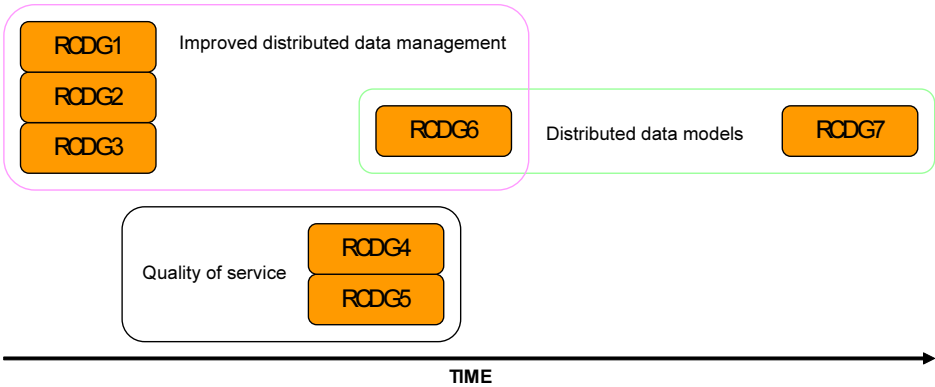 RCDG1
Improved distributed data management
RCDG2
RCDG3
RCDG6
Distributed data models
RCDG7
RCDG4
Quality of service
RCDG5
TIME